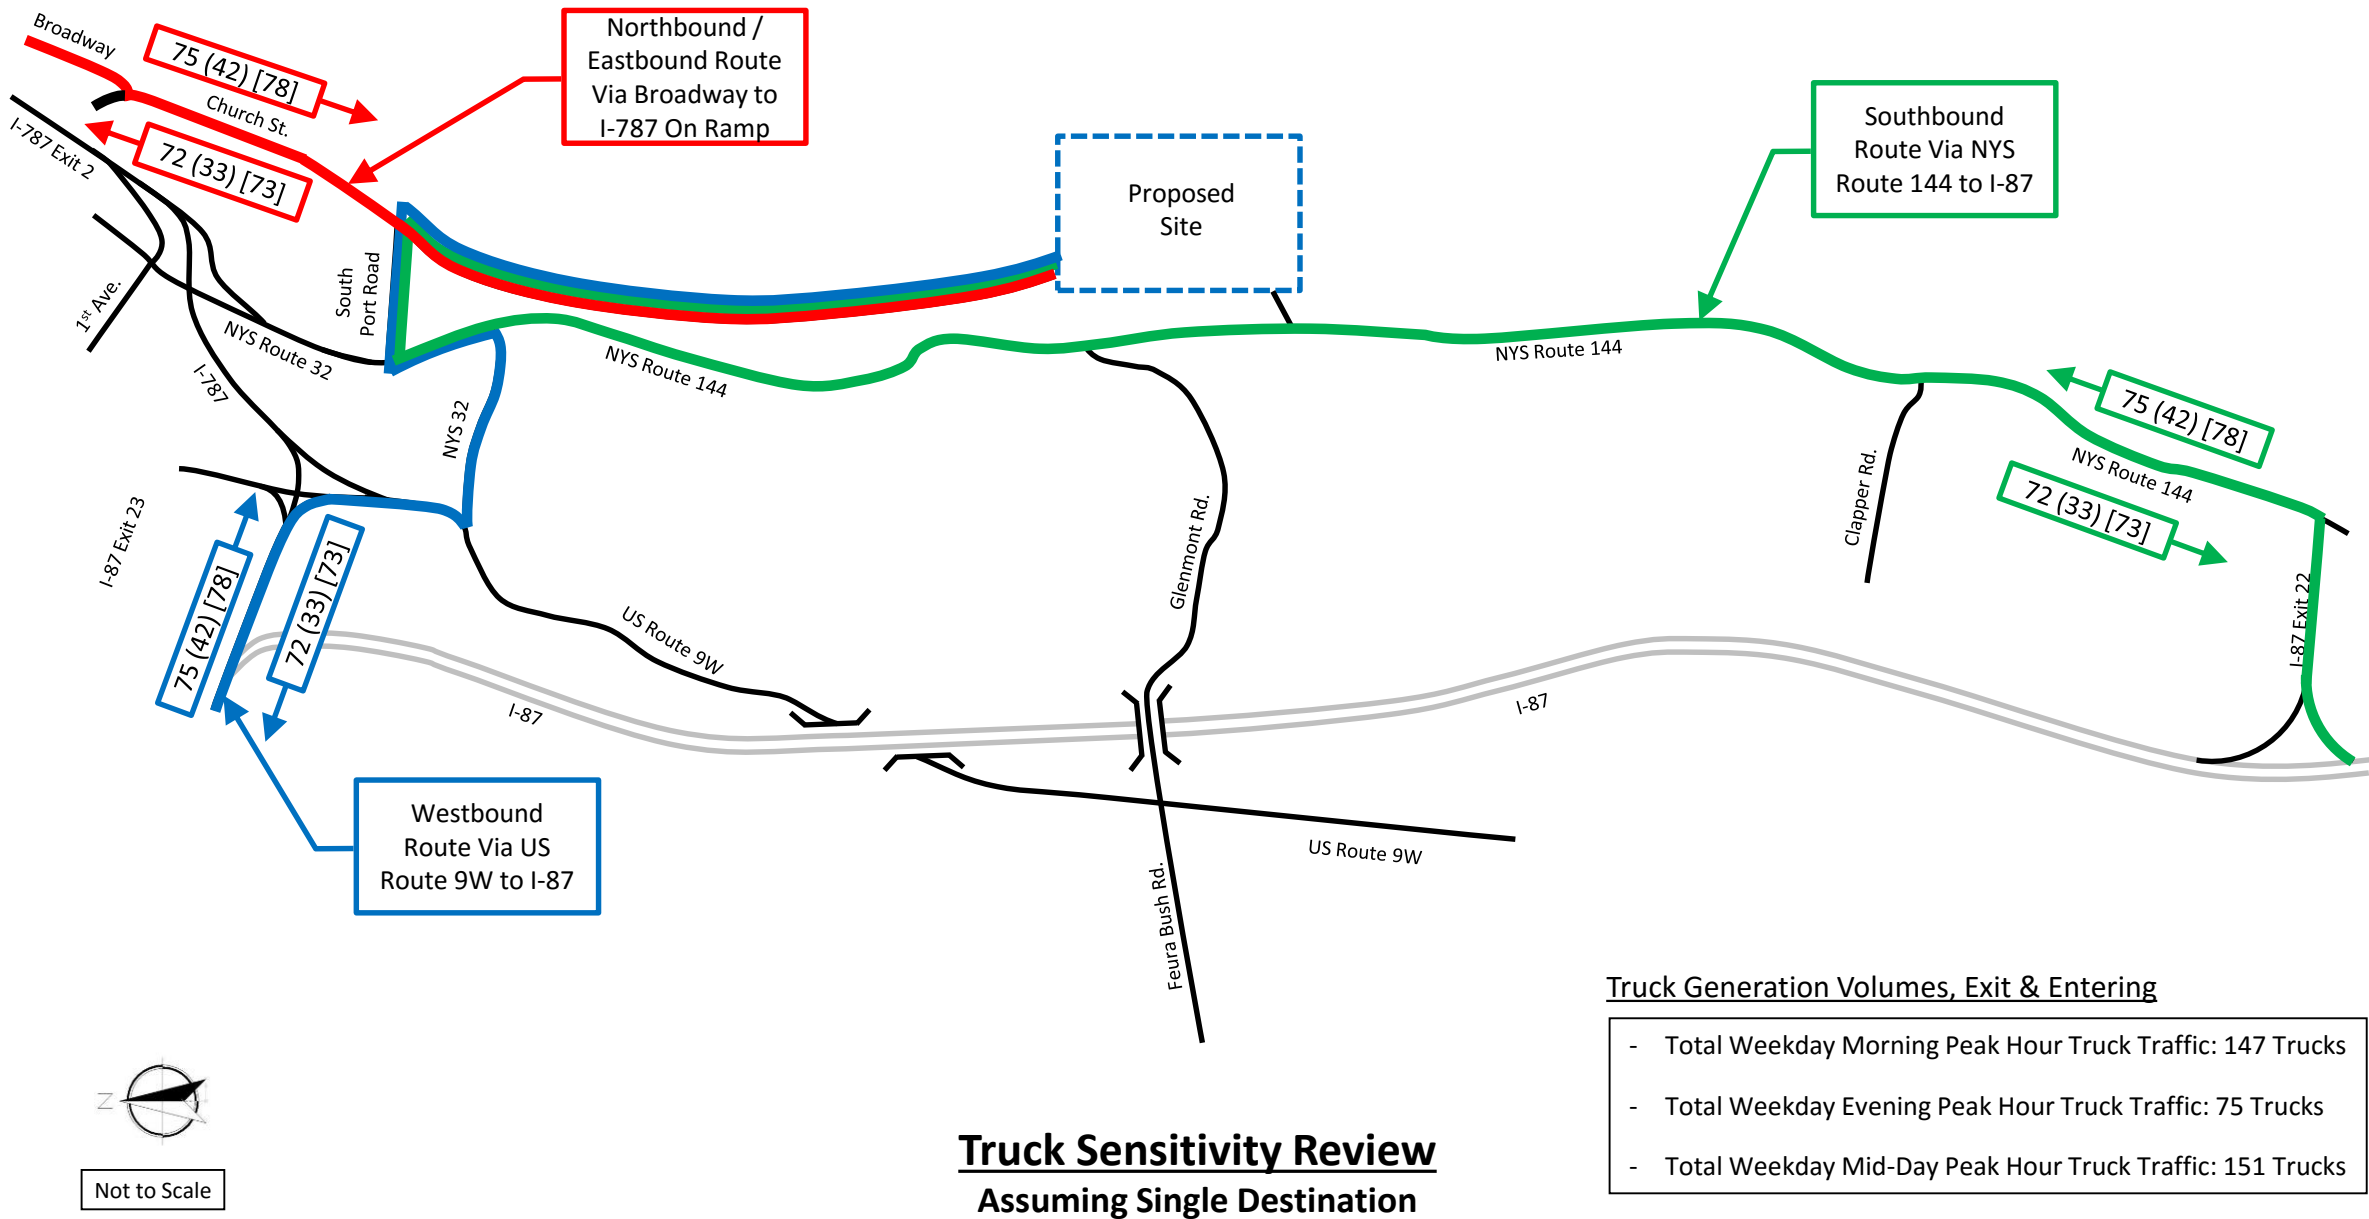 Broadway
75 (42) [78]
Church St.
72 (33) [73]
I-787 Exit 2
Northbound /
Eastbound Route
Via Broadway to
I-787 On Ramp
Proposed
Site
Southbound
Route Via NYS
Route 144 to I-87
1st Ave.
NYS Route 32
South
Port Road
I-787
NYS Route 144
NYS Route 144
NYS 32
75 (42) [78]
NYS Route 144
72 (33) [73]
Clapper Rd.
I-87 Exit 22
I-87 Exit 23
75 (42) [78]
72 (33) [73]
Glenmont Rd.
US Route 9W
I-87
I-87
Westbound
Route Via US
Route 9W to I-87
US Route 9W
Feura Bush Rd.
Truck Generation Volumes, Exit & Entering
- Total Weekday Morning Peak Hour Truck Traffic: 147 Trucks
- Total Weekday Evening Peak Hour Truck Traffic: 75 Trucks
- Total Weekday Mid-Day Peak Hour Truck Traffic: 151 Trucks
Z
Not to Scale
Truck Sensitivity Review
Assuming Single Destination